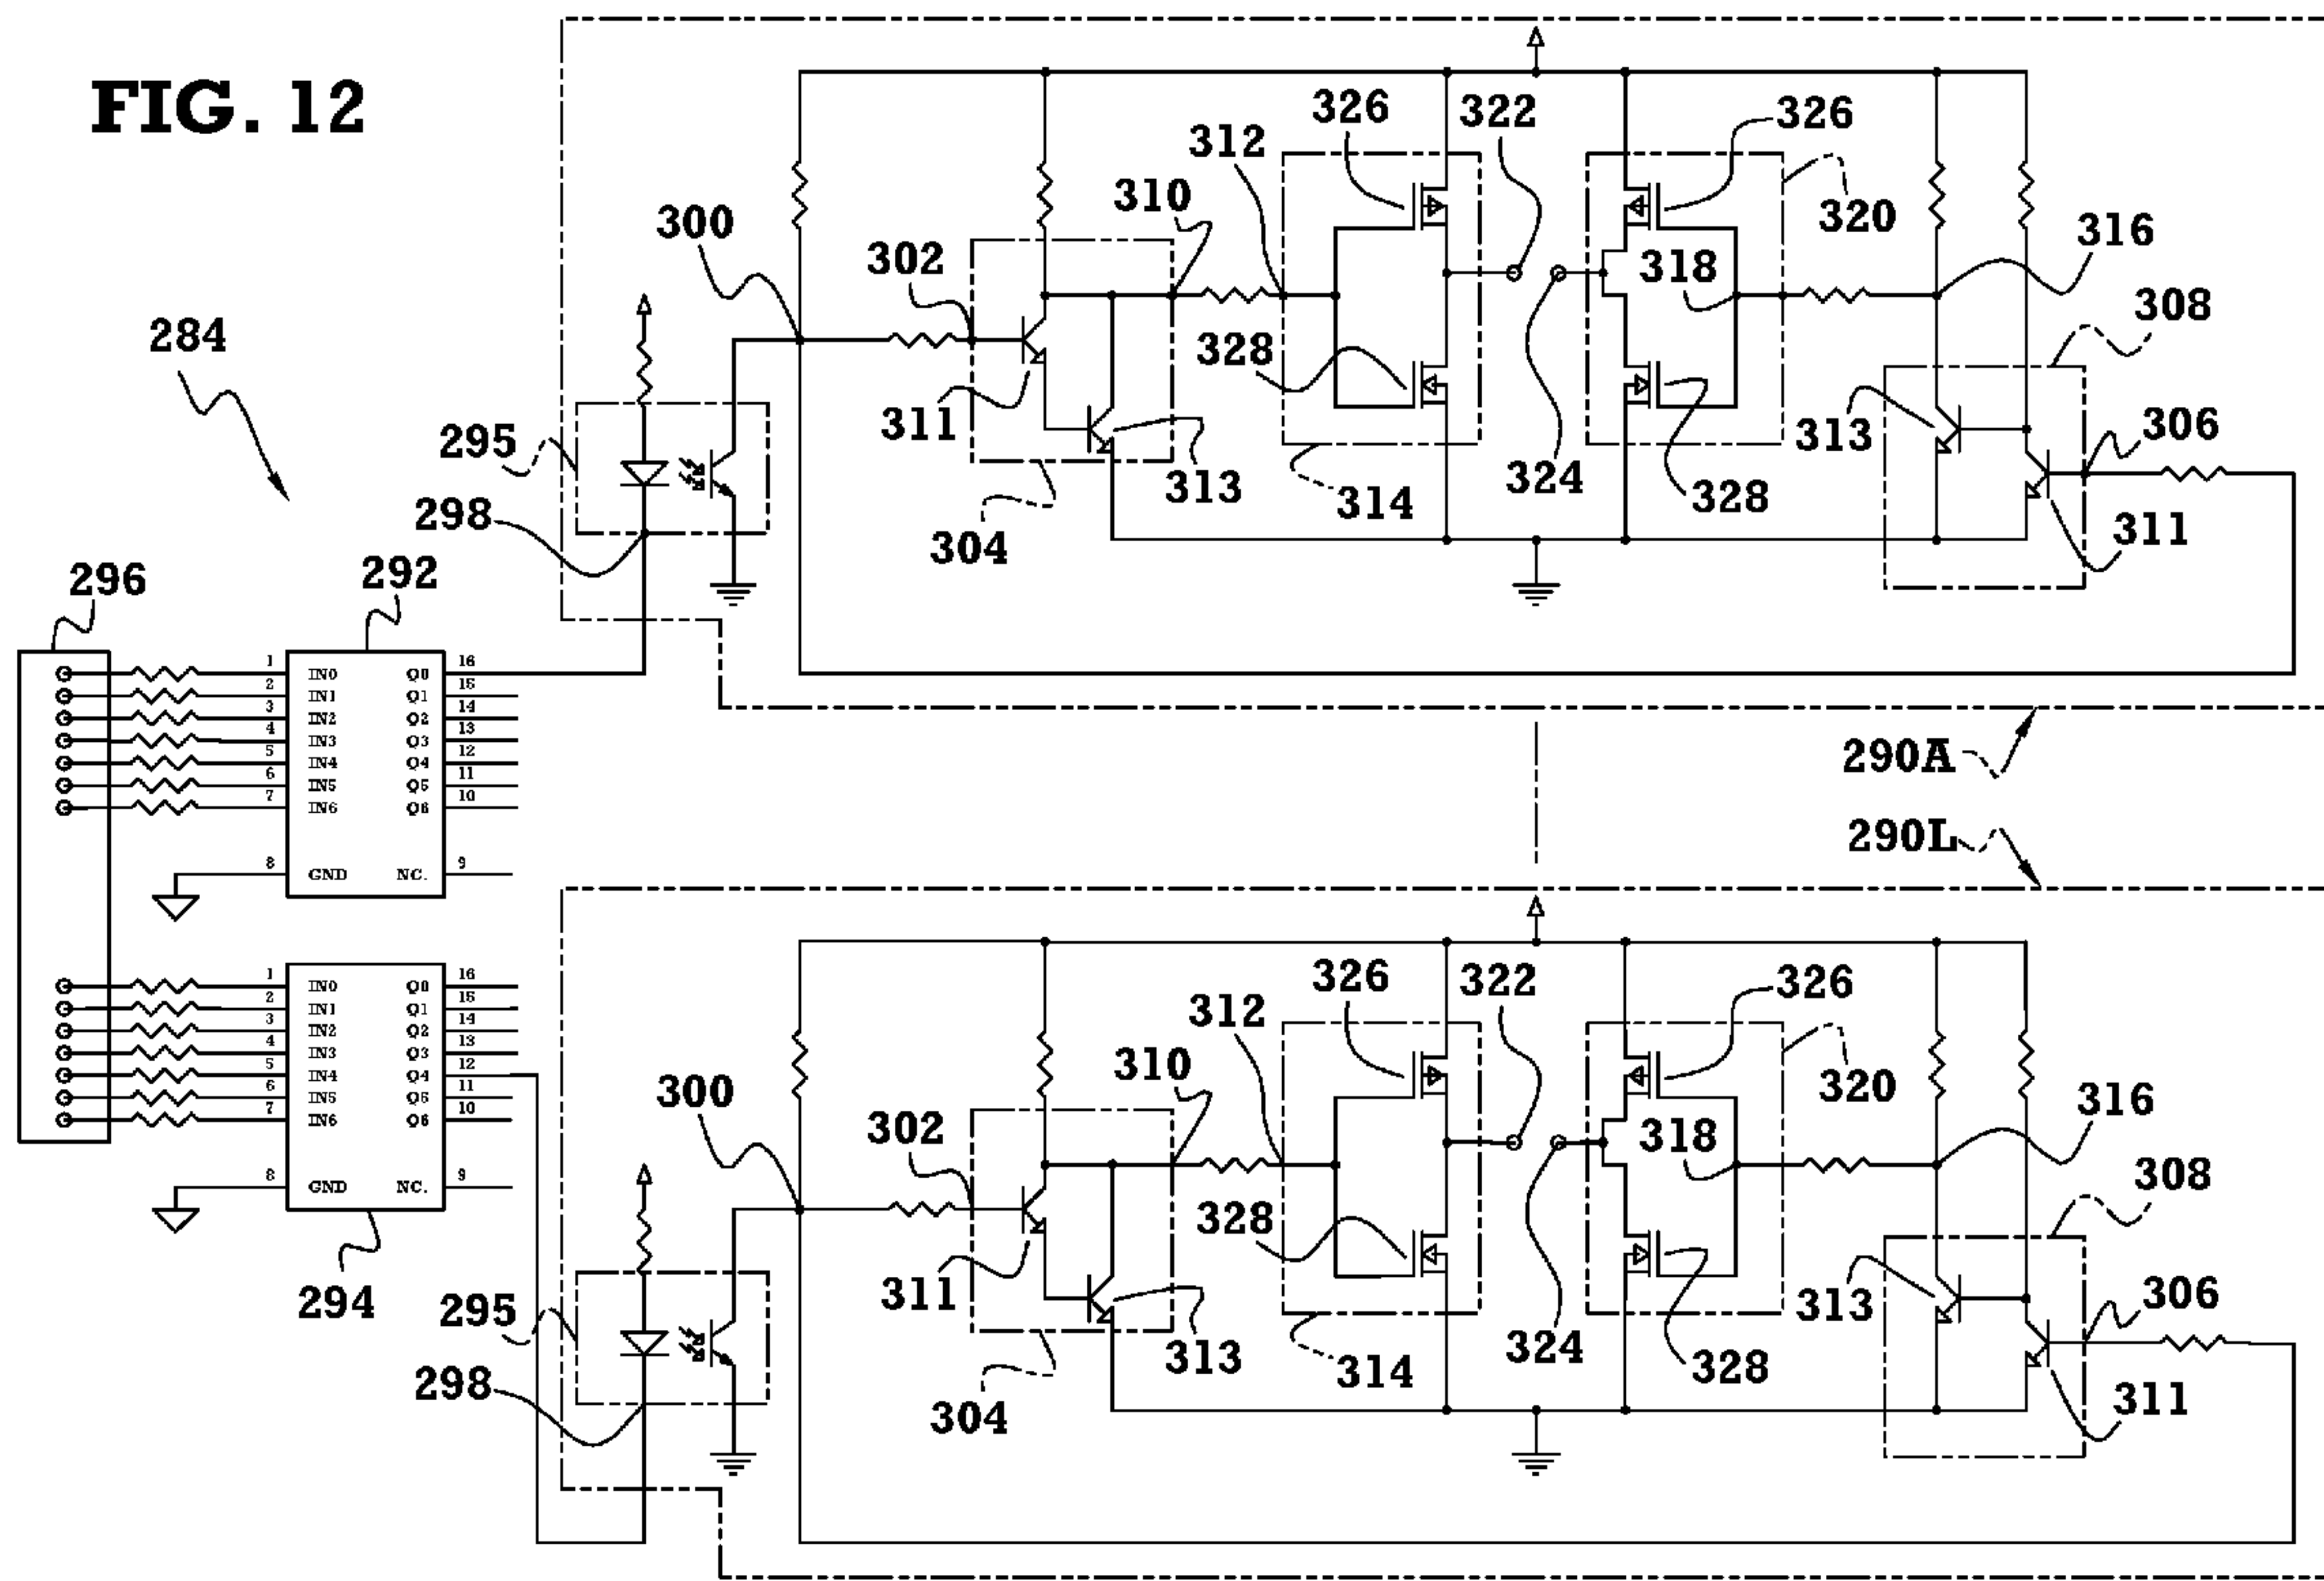 FIG. 12
284
295
298
300
302
311
304
313
310
312
326
328
314
322
324
326
320
318
328
316
308
313
306
311
296
292
1 IN0 Q0 16
2 IN1 Q1 15
3 IN2 Q2 14
4 IN3 Q3 13
5 IN4 Q4 12
6 IN5 Q5 11
7 IN6 Q6 10
8 GND NC. 9
290A
290L
1 IN0 Q0 16
2 IN1 Q1 15
3 IN2 Q2 14
4 IN3 Q3 13
5 IN4 Q4 12
6 IN5 Q5 11
7 IN6 Q6 10
8 GND NC. 9
294
295
298
300
302
311
304
313
310
312
326
328
314
322
324
326
320
318
328
316
308
313
306
311